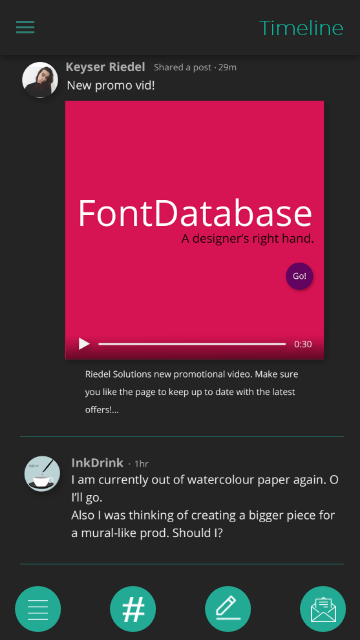 Timeline
Keyser Riedel Shared a post · 29m
New promo vid!
FontDatabase
A designer's right hand.
Go!
0:30
Riedel Solutions new promotional video. Make sure
you like the page to keep up to date with the latest
offers!...
InkDrink · 1hr
I am currently out of watercolour paper again. O
I'll go.
Also I was thinking of creating a bigger piece for
a mural-like prod. Should I?
#